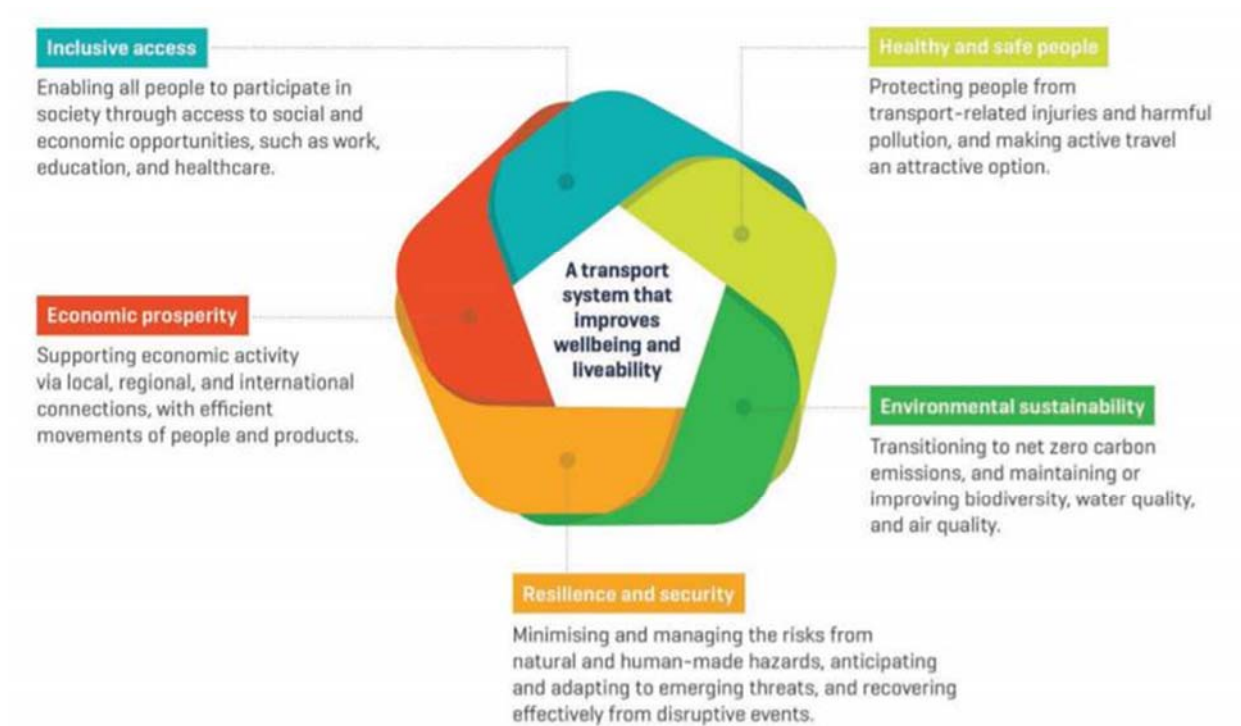 Inclusive access
Enabling all people to participate in
society through access to social and
economic opportunities, such as work,
education, and healthcare.
Healthy and safe people
Protecting people from
transport-related injuries and harmful
pollution, and making active travel
an attractive option.
A transport
system that
improves
wellbeing and
liveability
Economic prosperity
Supporting economic activity
via local, regional, and international
connections, with efficient
movements of people and products.
Environmental sustainability
Transitioning to net zero carbon
emissions, and maintaining or
improving biodiversity, water quality,
and air quality.
Resilience and security
Minimising and managing the risks from
natural and human-made hazards, anticipating
and adapting to emerging threats, and recovering
effectively from disruptive events.